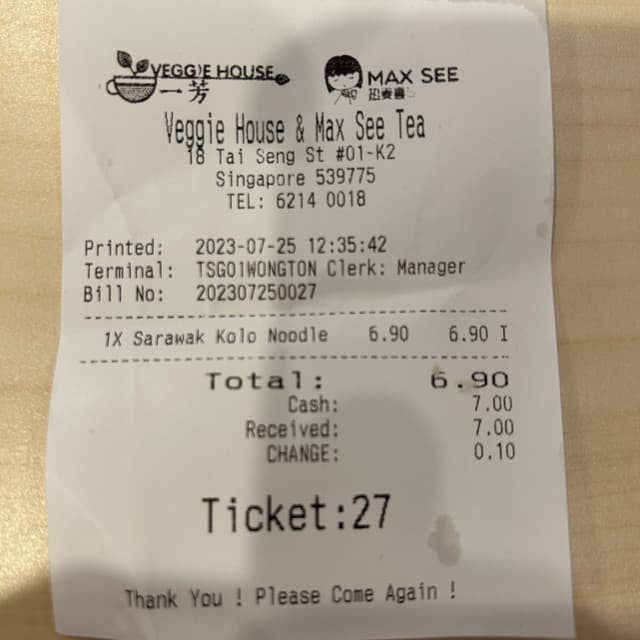 VEGGIE HOUSE
一芳
MAX SEE
Veggie House & Max See Tea
18 Tai Seng St #01-K2
Singapore 539775
TEL: 6214 0018
Printed: 2023-07-25 12:35:42
Terminal: TSG01WONGTON Clerk: Manager
Bill No: 202307250027
1X Sarawak Kolo Noodle 6.90 6.90 I
Total: 6.90
Cash: 7.00
Received: 7.00
CHANGE: 0.10
Ticket:27
Thank You ! Please Come Again !